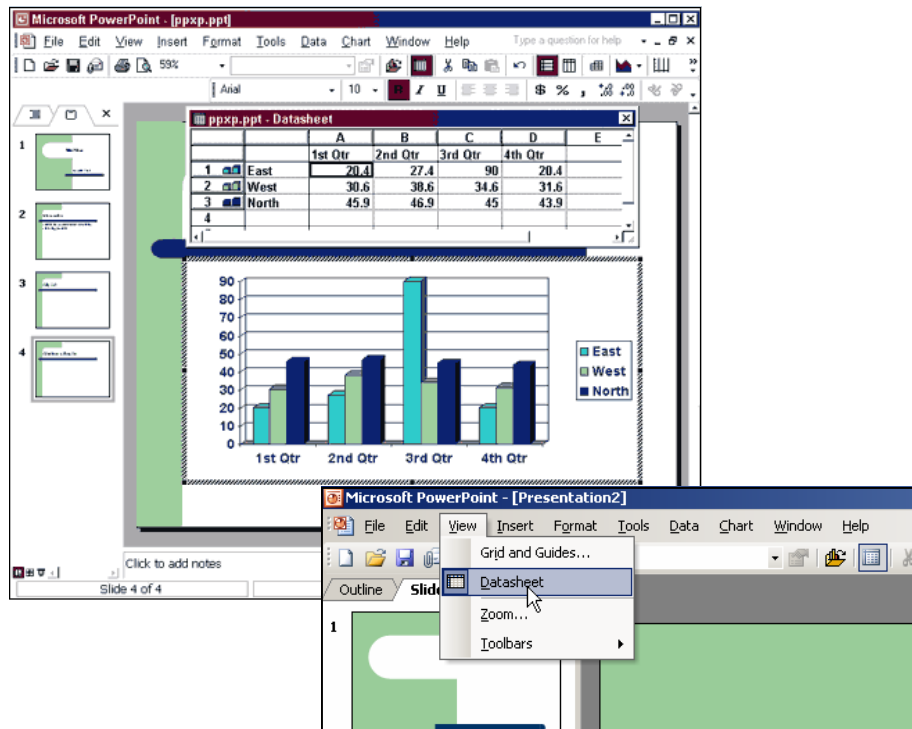 Microsoft PowerPoint - [ppxp.ppt]
File Edit View Insert Format Tools Data Chart Window Help Type a question for help
59%
Arial 10 B I U $ % ,
ppxp.ppt - Datasheet
A B C D E
1st Qtr 2nd Qtr 3rd Qtr 4th Qtr
1 East 20.4 27.4 90 20.4
2 West 30.6 38.6 34.6 31.6
3 North 45.9 46.9 45 43.9
4
1
2
3
4
90
80
70
60
50
40
30
20
10
0
1st Qtr 2nd Qtr 3rd Qtr 4th Qtr
East
West
North
Click to add notes
Slide 4 of 4
Microsoft PowerPoint - [Presentation2]
File Edit View Insert Format Tools Data Chart Window Help
Grid and Guides...
Datasheet
Zoom...
Toolbars
Outline Slid
1